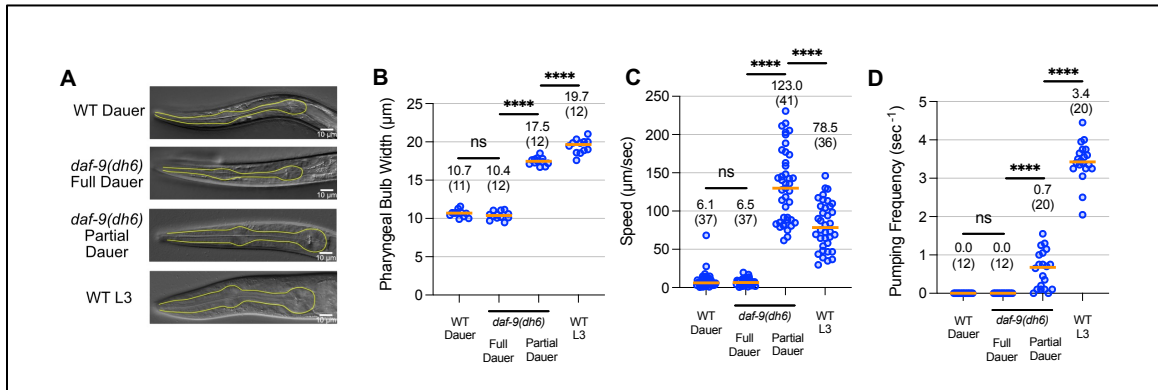 A
WT Dauer
10 µm
daf-9(dh6)
Full Dauer
10 µm
daf-9(dh6)
Partial
Dauer
10 µm
WT L3
10 µm
B
Pharyngeal Bulb Width (µm)
25
20
15
10
5
0
ns
****
****
10.7
(11)
10.4
(12)
17.5
(12)
19.7
(12)
WT
Dauer
daf-9(dh6)
Full
Dauer
Partial
Dauer
WT
L3
C
Speed (µm/sec)
250
200
150
100
50
0
ns
****
****
6.1
(37)
6.5
(37)
123.0
(41)
78.5
(36)
WT
Dauer
daf-9(dh6)
Full
Dauer
Partial
Dauer
WT
L3
D
Pumping Frequency (sec-1)
5
4
3
2
1
0
ns
****
****
0.0
(12)
0.0
(12)
0.7
(20)
3.4
(20)
WT
Dauer
daf-9(dh6)
Full
Dauer
Partial
Dauer
WT
L3